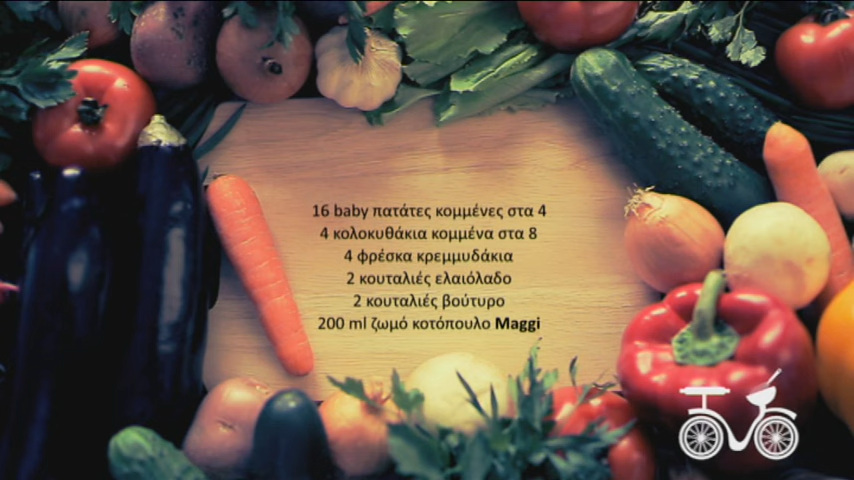 16 baby πατάτες κομμένες στα 4
4 κολοκυθάκια κομμένα στα 8
4 φρέσκα κρεμμυδάκια
2 κουταλιές ελαιόλαδο
2 κουταλιές βούτυρο
200 ml ζωμό κοτόπουλο Maggi